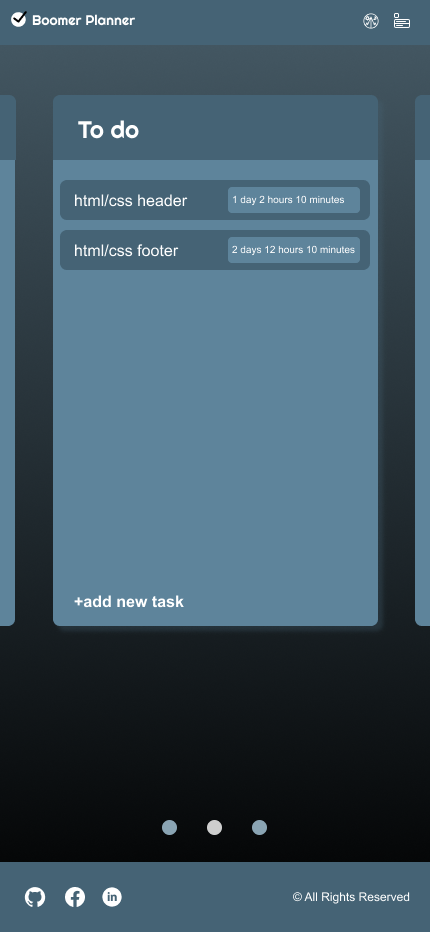 Boomer Planner
To do
html/css header 1 day 2 hours 10 minutes
html/css footer 2 days 12 hours 10 minutes
+add new task
© All Rights Reserved